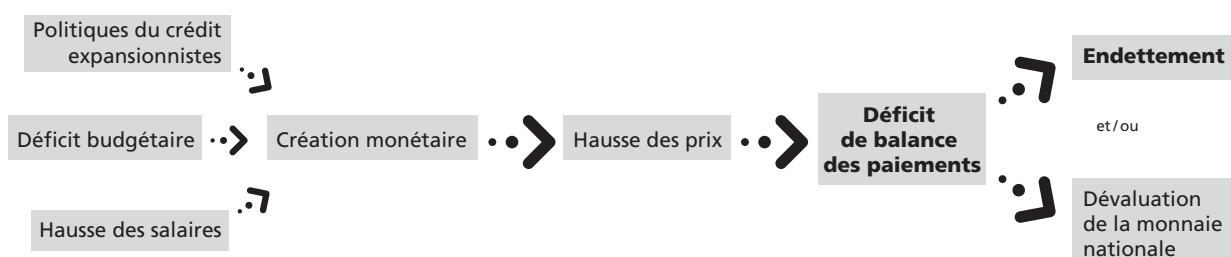 Politiques du crédit
expansionnistes
Déficit budgétaire
Hausse des salaires
Création monétaire
Hausse des prix
Déficit
de balance
des paiements
Endettement
et/ou
Dévaluation
de la monnaie
nationale